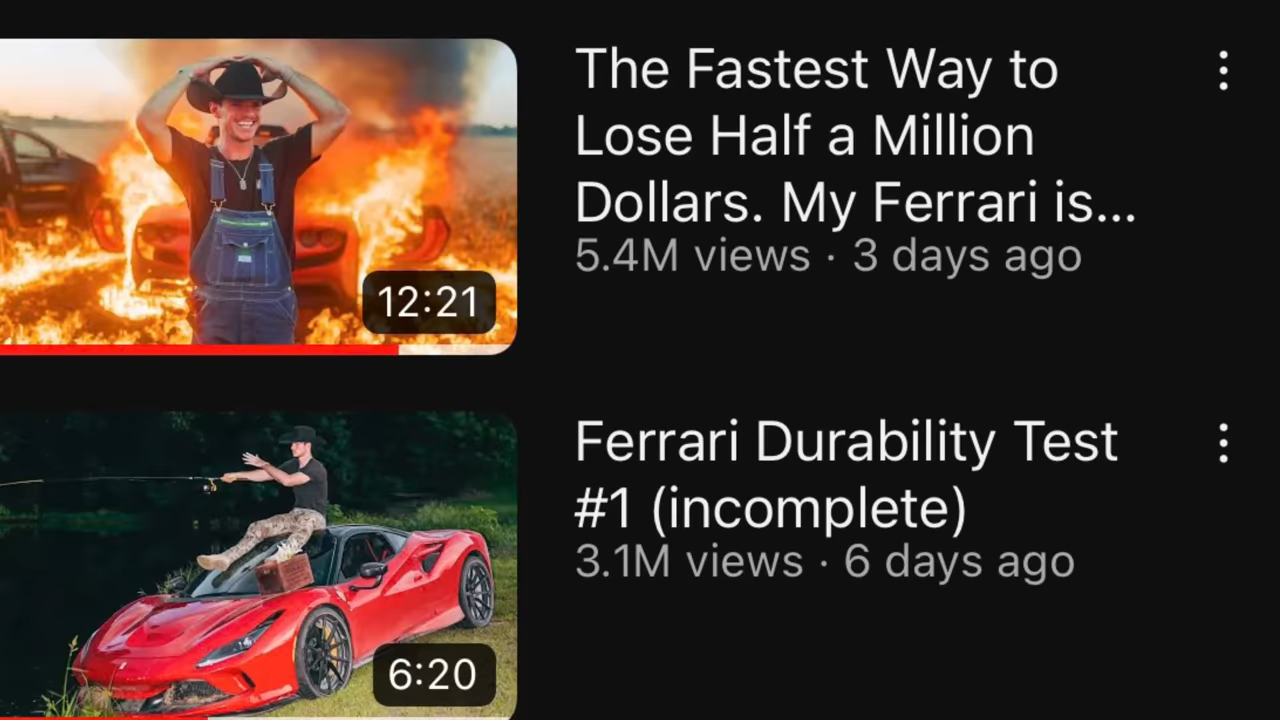 The Fastest Way to
Lose Half a Million
Dollars. My Ferrari is...
5.4M views · 3 days ago
12:21
Ferrari Durability Test
#1 (incomplete)
3.1M views · 6 days ago
6:20